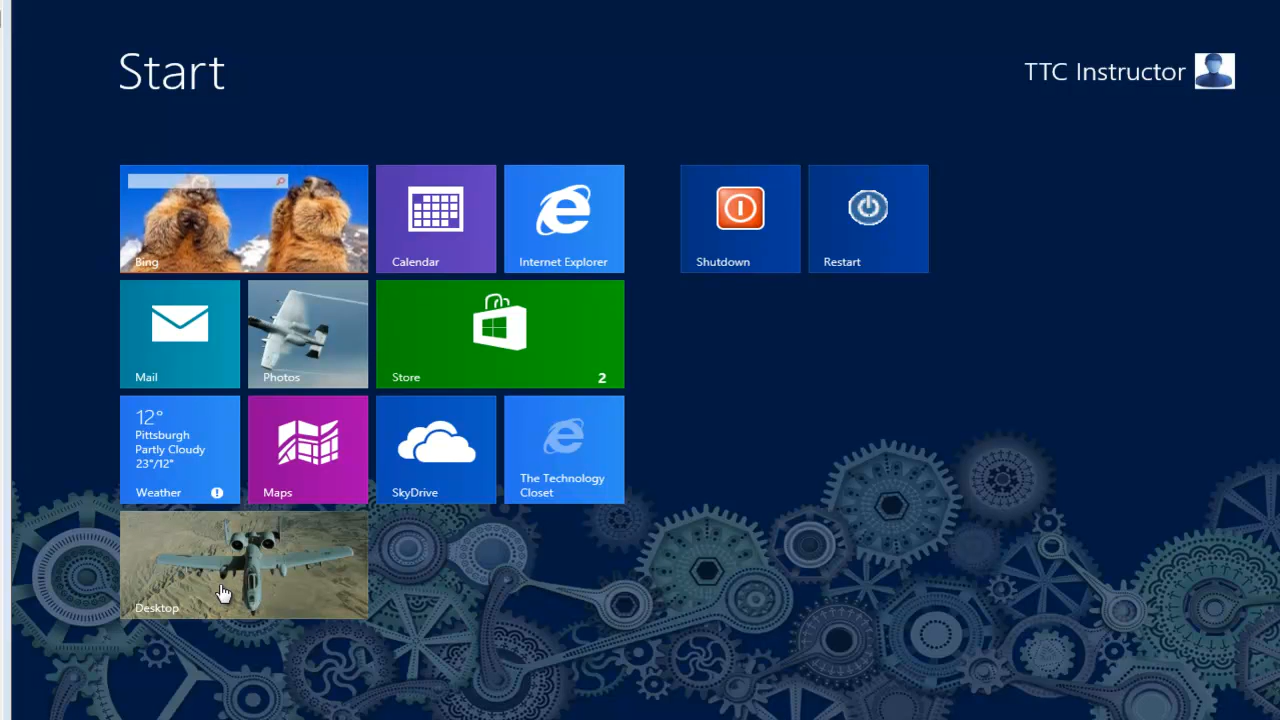 Start
TTC Instructor
Bing
Calendar
Internet Explorer
Shutdown
Restart
Mail
Photos
Store
2
12°
Pittsburgh
Partly Cloudy
23°/12°
Weather
Maps
SkyDrive
The Technology
Closet
Desktop